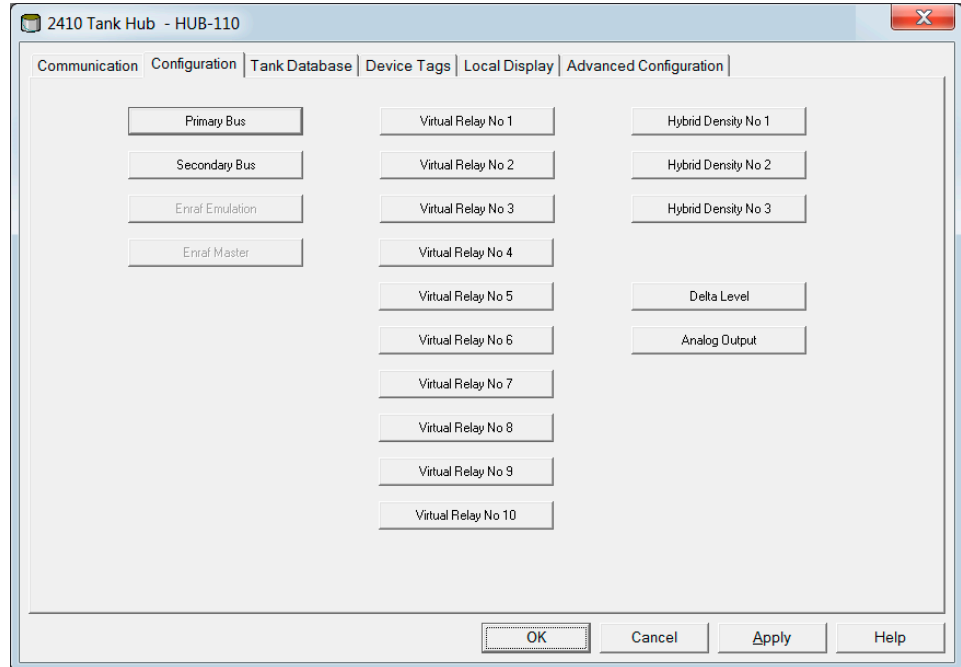 2410 Tank Hub - HUB-110
Communication Configuration Tank Database Device Tags Local Display Advanced Configuration
Primary Bus Virtual Relay No 1 Hybrid Density No 1
Secondary Bus Virtual Relay No 2 Hybrid Density No 2
Enraf Emulation Virtual Relay No 3 Hybrid Density No 3
Enraf Master Virtual Relay No 4
Virtual Relay No 5 Delta Level
Virtual Relay No 6 Analog Output
Virtual Relay No 7
Virtual Relay No 8
Virtual Relay No 9
Virtual Relay No 10
OK Cancel Apply Help